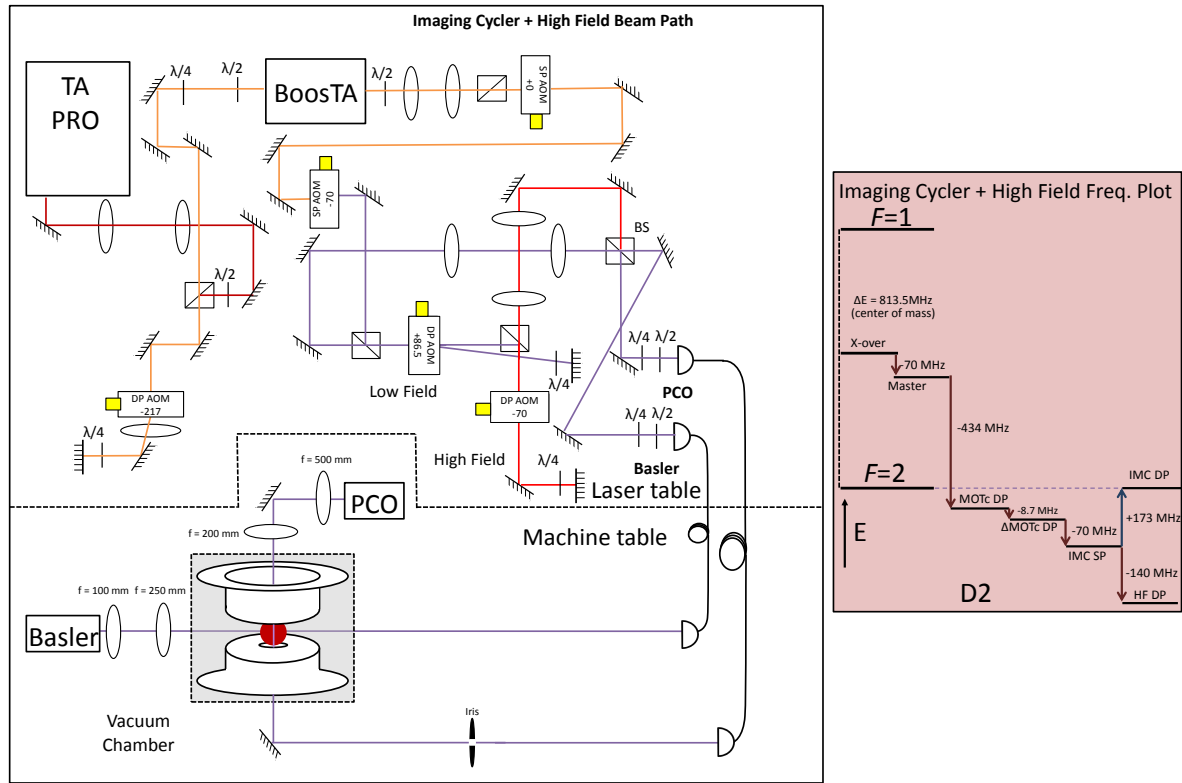 Imaging Cycler + High Field Beam Path
TA
PRO
λ/4
λ/2
BoosTA
λ/2
SP AOM
+0
SP AOM
-70
BS
λ/2
DP AOM
+86.5
Low Field
λ/4
λ/4
λ/2
PCO
DP AOM
-217
λ/4
DP AOM
-70
High Field
λ/4
λ/4
λ/2
Basler
Laser table
f = 500 mm
PCO
f = 200 mm
Machine table
f = 100 mm
f = 250 mm
Basler
Vacuum
Chamber
Iris
Imaging Cycler + High Field Freq. Plot
F=1
ΔE = 813.5MHz
(center of mass)
X-over
-70 MHz
Master
-434 MHz
F=2
IMC DP
MOTc DP
-8.7 MHz
ΔMOTc DP
+173 MHz
-70 MHz
E
IMC SP
-140 MHz
HF DP
D2